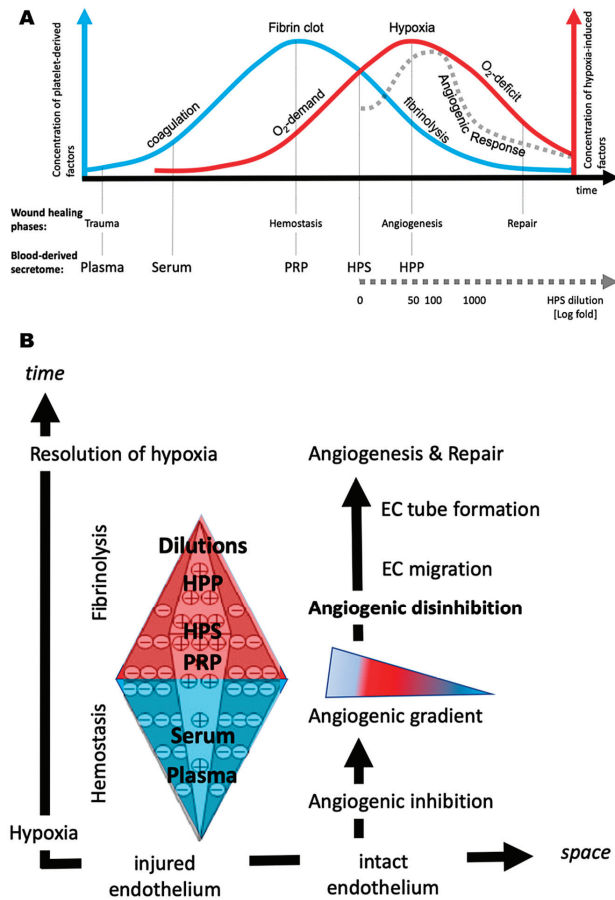 A
Concentration of platelet-derived
factors
Fibrin clot
Hypoxia
coagulation
O2-demand
fibrinolysis
Angiogenic
Response
O2-deficit
Concentration of hypoxia-induced
factors
time
Wound healing
phases:
Trauma
Hemostasis
Angiogenesis
Repair
Blood-derived
secretome:
Plasma
Serum
PRP
HPS
HPP
0
50
100
1000
HPS dilution
[Log fold]
B
time
Resolution of hypoxia
Angiogenesis & Repair
Fibrinolysis
Dilutions
HPP
HPS
PRP
EC tube formation
EC migration
Angiogenic disinhibition
Angiogenic gradient
Hemostasis
Serum
Plasma
Angiogenic inhibition
Hypoxia
injured
endothelium
intact
endothelium
space